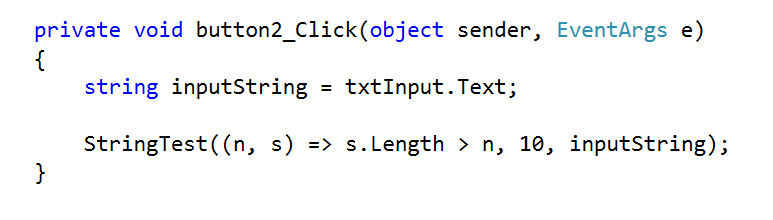 private void button2_Click(object sender, EventArgs e)
{
    string inputString = txtInput.Text;

    StringTest((n, s) => s.Length > n, 10, inputString);
}